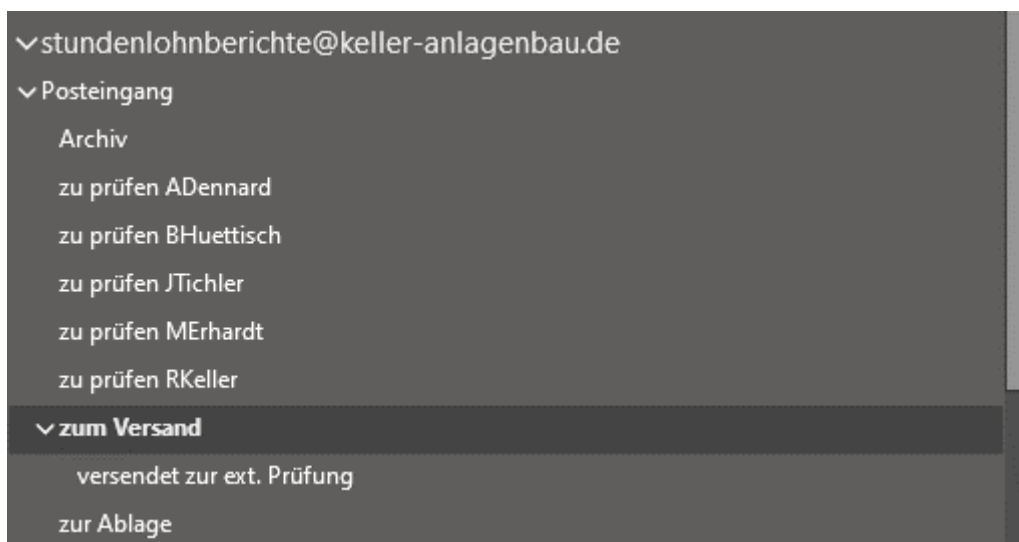 stundenlohnberichte@keller-anlagenbau.de
Posteingang
Archiv
zu prüfen ADennard
zu prüfen BHuettisch
zu prüfen JTichler
zu prüfen MErhardt
zu prüfen RKeller
zum Versand
versendet zur ext. Prüfung
zur Ablage